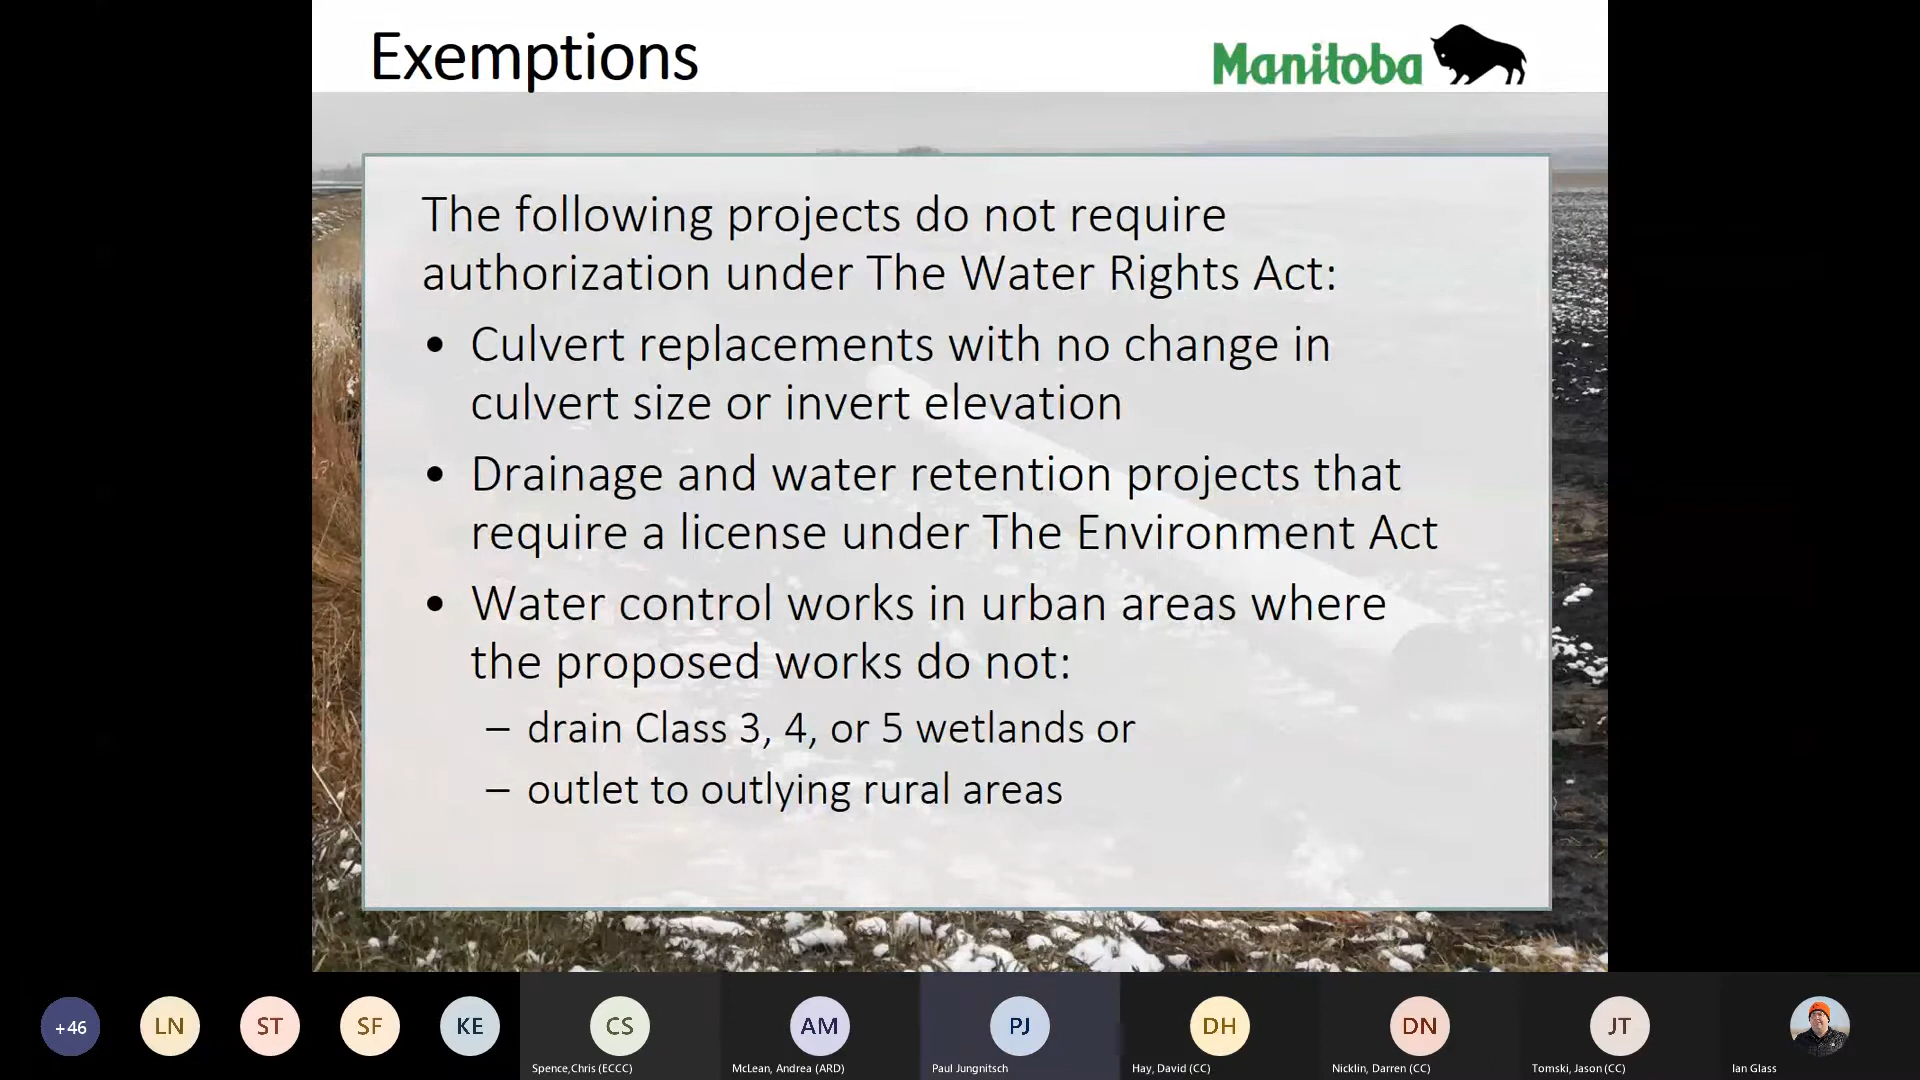 Exemptions
Manitoba
The following projects do not require
authorization under The Water Rights Act:
• Culvert replacements with no change in
culvert size or invert elevation
• Drainage and water retention projects that
require a license under The Environment Act
• Water control works in urban areas where
the proposed works do not:
– drain Class 3, 4, or 5 wetlands or
– outlet to outlying rural areas
+46
LN
ST
SF
KE
CS
AM
PJ
DH
DN
JT
Spence,Chris (ECCC)
McLean, Andrea (ARD)
Paul Jungnitsch
Hay, David (CC)
Nicklin, Darren (CC)
Tomski, Jason (CC)
Ian Glass